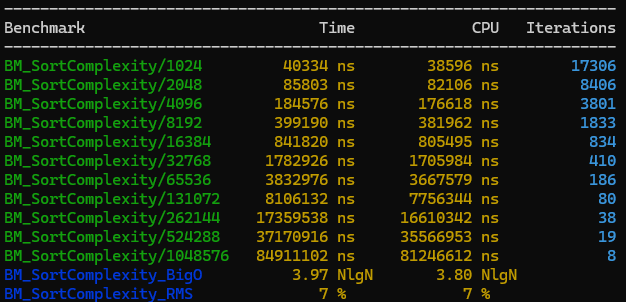 --------------------------------------------------------------------
Benchmark                          Time             CPU   Iterations
--------------------------------------------------------------------
BM_SortComplexity/1024         40334 ns        38596 ns        17306
BM_SortComplexity/2048         85803 ns        82106 ns         8406
BM_SortComplexity/4096        184576 ns       176618 ns         3801
BM_SortComplexity/8192        399190 ns       381962 ns         1833
BM_SortComplexity/16384       841820 ns       805495 ns          834
BM_SortComplexity/32768      1782926 ns      1705984 ns          410
BM_SortComplexity/65536      3832976 ns      3667579 ns          186
BM_SortComplexity/131072     8106132 ns      7756344 ns           80
BM_SortComplexity/262144    17359538 ns     16610342 ns           38
BM_SortComplexity/524288    37170916 ns     35566953 ns           19
BM_SortComplexity/1048576   84911102 ns     81246612 ns            8
BM_SortComplexity_BigO          3.97 NlgN       3.80 NlgN
BM_SortComplexity_RMS              7 %             7 %